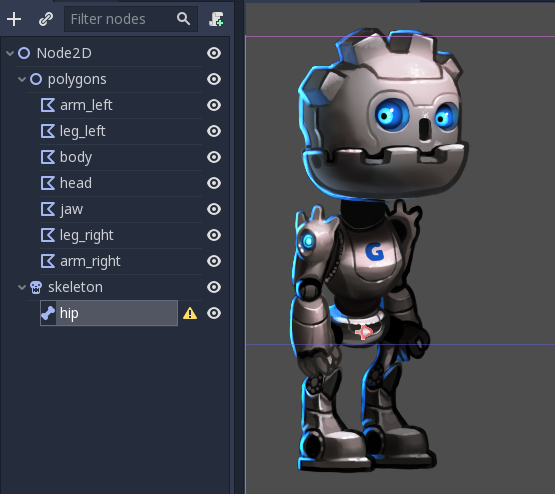 Filter nodes
Node2D
polygons
arm_left
leg_left
body
head
jaw
leg_right
arm_right
skeleton
hip
G